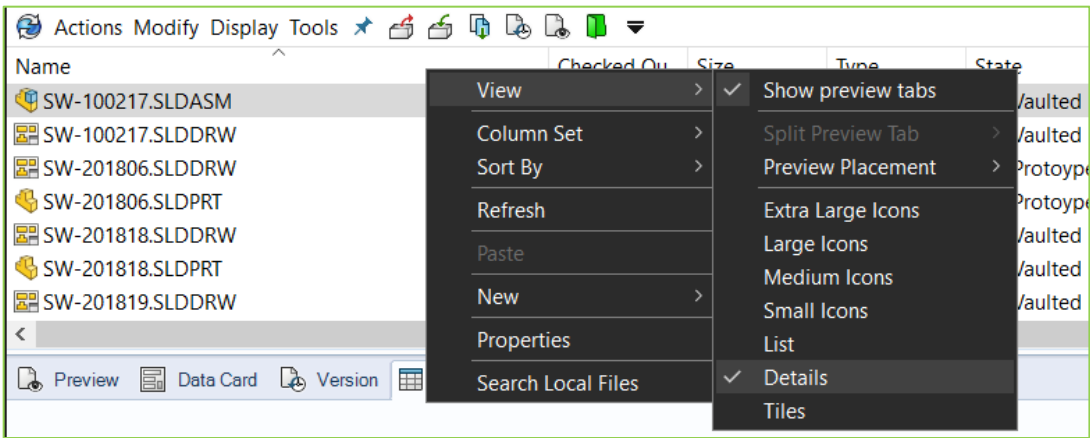 Actions Modify Display Tools
Name Checked Ou Size Type State
SW-100217.SLDASM Vaulted
SW-100217.SLDDRW Vaulted
SW-201806.SLDDRW Protoype
SW-201806.SLDPRT Protoype
SW-201818.SLDDRW Vaulted
SW-201818.SLDPRT Vaulted
SW-201819.SLDDRW Vaulted
Preview Data Card Version
View
Column Set
Sort By
Refresh
Paste
New
Properties
Search Local Files
Show preview tabs
Split Preview Tab
Preview Placement
Extra Large Icons
Large Icons
Medium Icons
Small Icons
List
Details
Tiles